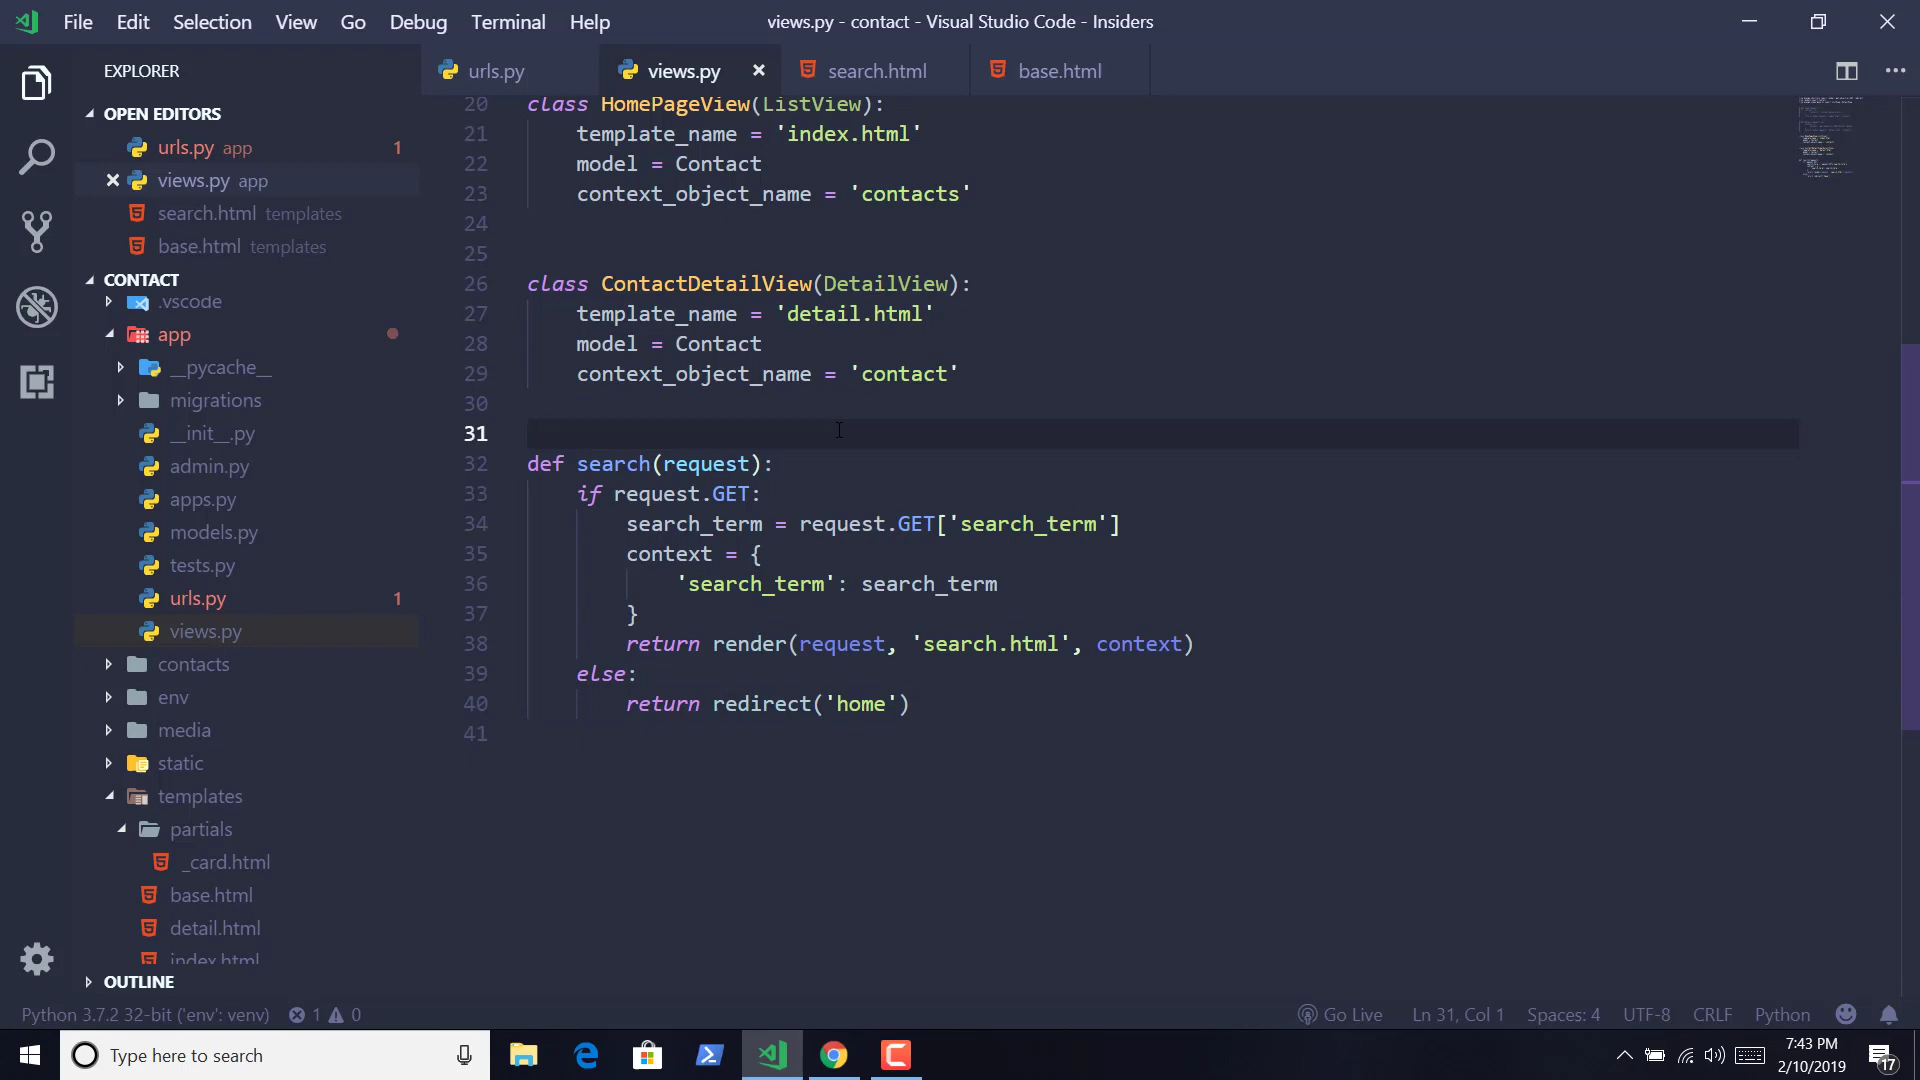 File Edit Selection View Go Debug Terminal Help
views.py - contact - Visual Studio Code - Insiders
EXPLORER
OPEN EDITORS
urls.py app 1
views.py app
search.html templates
base.html templates
CONTACT
.vscode
app
__pycache__
migrations
__init__.py
admin.py
apps.py
models.py
tests.py
urls.py 1
views.py
contacts
env
media
static
templates
partials
_card.html
base.html
detail.html
index.html
OUTLINE
urls.py views.py search.html base.html
20 class HomePageView(ListView):
21 template_name = 'index.html'
22 model = Contact
23 context_object_name = 'contacts'
24
25
26 class ContactDetailView(DetailView):
27 template_name = 'detail.html'
28 model = Contact
29 context_object_name = 'contact'
30
31
32 def search(request):
33 if request.GET:
34 search_term = request.GET['search_term']
35 context = {
36 'search_term': search_term
37 }
38 return render(request, 'search.html', context)
39 else:
40 return redirect('home')
41
Python 3.7.2 32-bit ('env': venv) 1 0 Go Live Ln 31, Col 1 Spaces: 4 UTF-8 CRLF Python
Type here to search
7:43 PM
2/10/2019
17